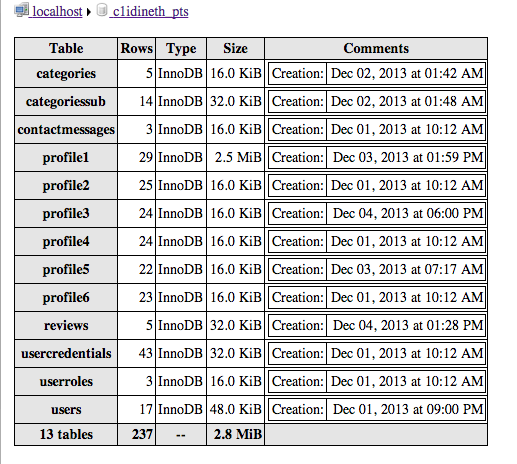 localhost c1idineth_pts
Table Rows Type Size Comments
categories 5 InnoDB 16.0 KiB Creation: Dec 02, 2013 at 01:42 AM
categoriessub 14 InnoDB 32.0 KiB Creation: Dec 02, 2013 at 01:48 AM
contactmessages 3 InnoDB 16.0 KiB Creation: Dec 01, 2013 at 10:12 AM
profile1 29 InnoDB 2.5 MiB Creation: Dec 03, 2013 at 01:59 PM
profile2 25 InnoDB 16.0 KiB Creation: Dec 01, 2013 at 10:12 AM
profile3 24 InnoDB 16.0 KiB Creation: Dec 04, 2013 at 06:00 PM
profile4 24 InnoDB 16.0 KiB Creation: Dec 01, 2013 at 10:12 AM
profile5 22 InnoDB 16.0 KiB Creation: Dec 03, 2013 at 07:17 AM
profile6 23 InnoDB 16.0 KiB Creation: Dec 01, 2013 at 10:12 AM
reviews 5 InnoDB 32.0 KiB Creation: Dec 04, 2013 at 01:28 PM
usercredentials 43 InnoDB 32.0 KiB Creation: Dec 01, 2013 at 10:12 AM
userroles 3 InnoDB 16.0 KiB Creation: Dec 01, 2013 at 10:12 AM
users 17 InnoDB 48.0 KiB Creation: Dec 01, 2013 at 09:00 PM
13 tables 237 -- 2.8 MiB